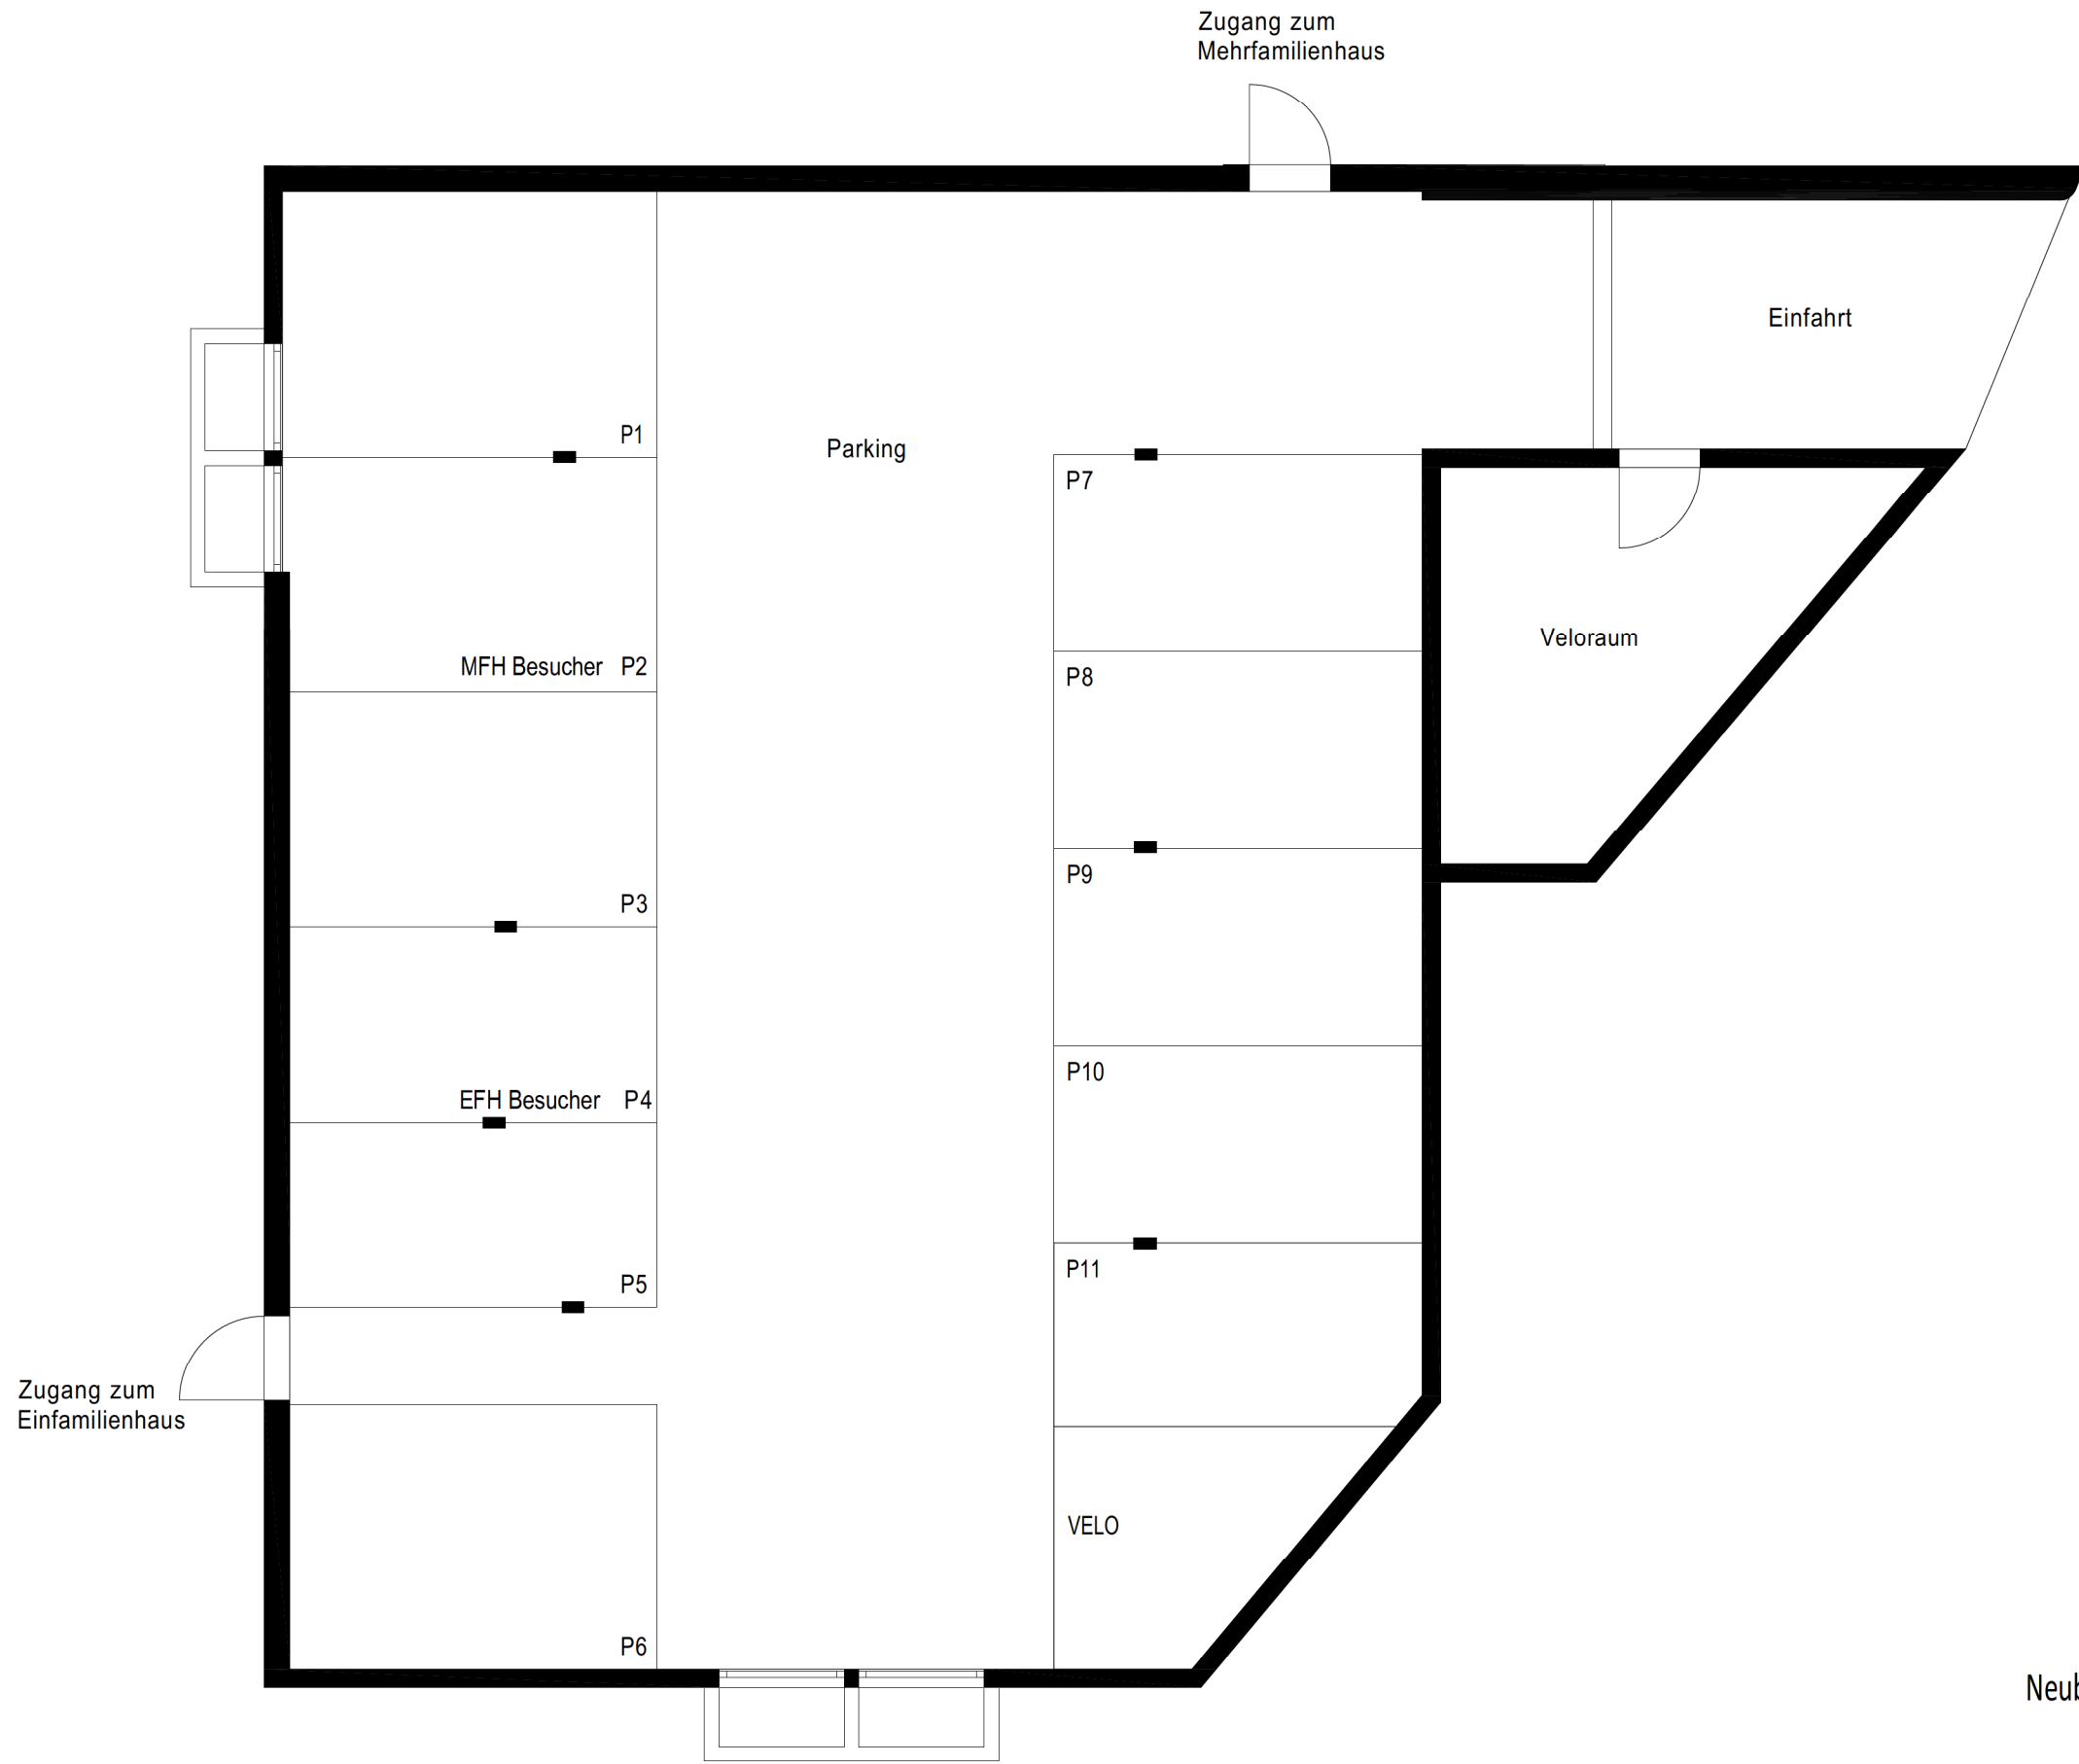 Zugang zum
Mehrfamilienhaus
Einfahrt
P1
Parking
P7
Veloraum
MFH Besucher P2
P8
P3
P9
P10
EFH Besucher P4
P11
P5
Zugang zum
Einfamilienhaus
VELO
P6